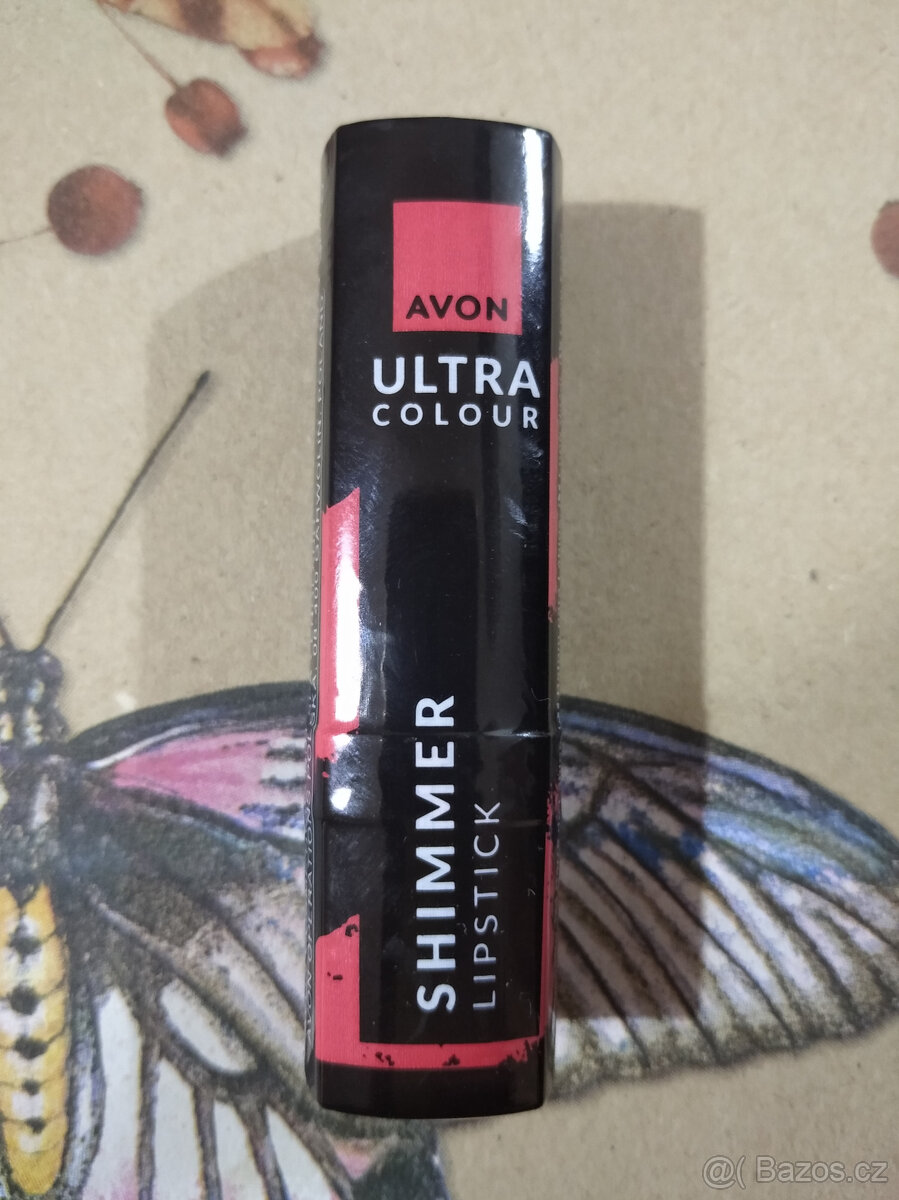 AVON
ULTRA
COLOUR
SHIMMER
LIPSTICK
@( Bazos.cz